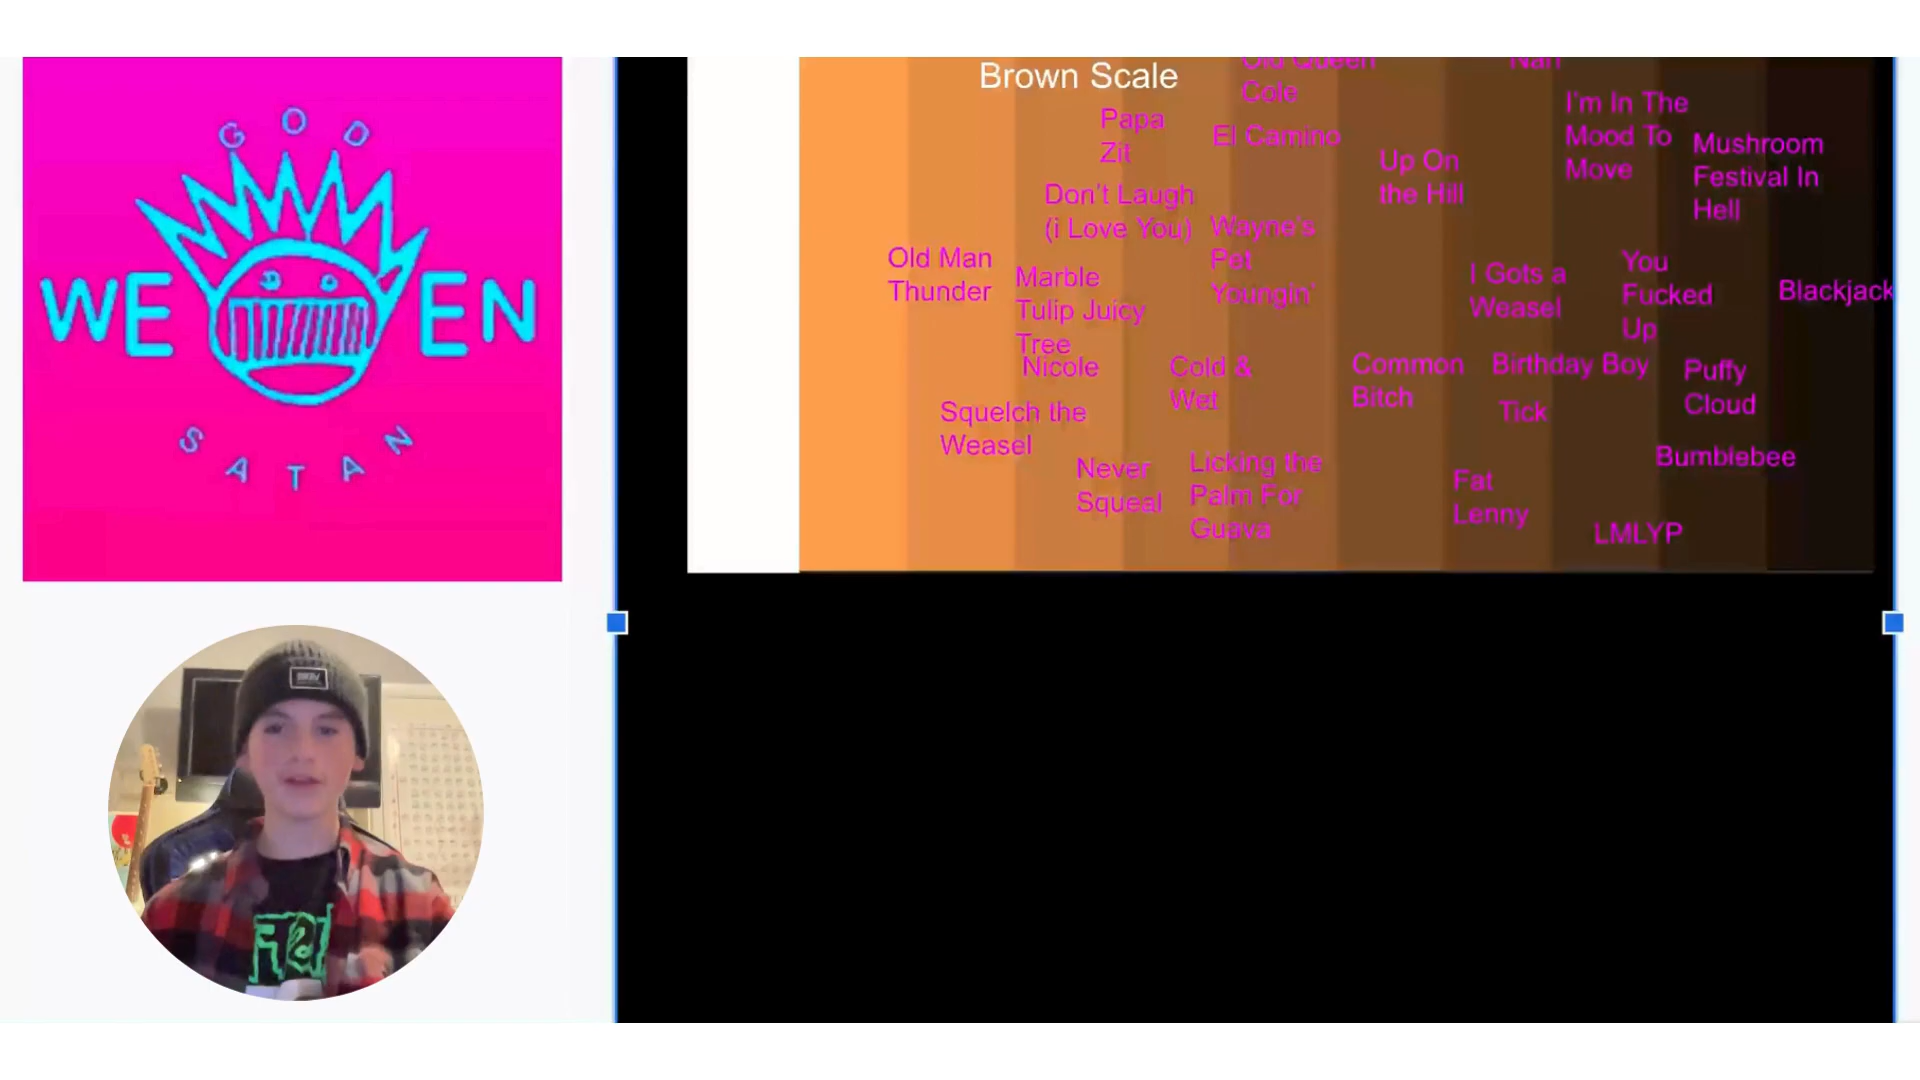 GOD
WEEN
SATAN
Brown Scale
Old Queen
Cole
Nan
Papa
Zit
El Camino
Up On
the Hill
I'm In The
Mood To
Move
Mushroom
Festival In
Hell
Don't Laugh
(i Love You)
Wayne's
Pet
Youngin'
Old Man
Thunder
Marble
Tulip Juicy
Tree
I Gots a
Weasel
You
Fucked
Up
Blackjack
Nicole
Cold &
Wet
Common
Bitch
Birthday Boy
Puffy
Cloud
Squelch the
Weasel
Tick
Never
Squeal
Licking the
Palm For
Guava
Bumblebee
Fat
Lenny
LMLYP